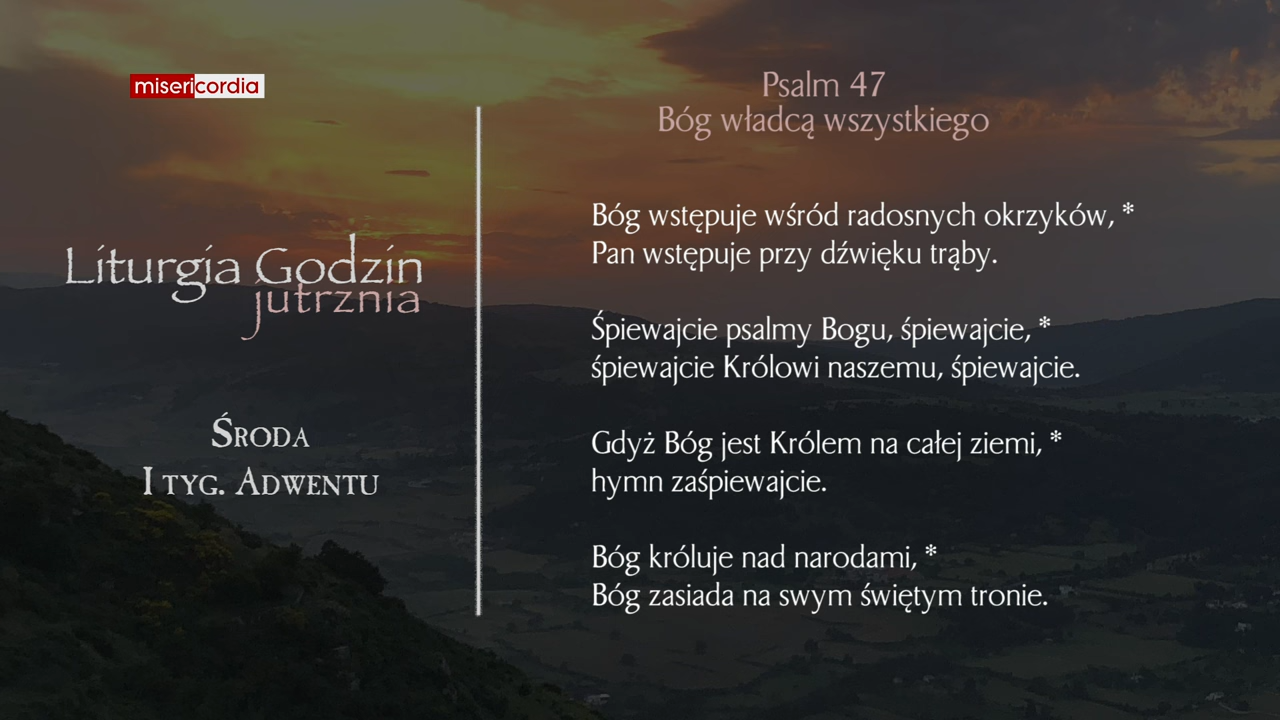 misericordia
Liturgia Godzin
jutrznia
Środa
I tyg. Adwentu
Psalm 47
Bóg władcą wszystkiego
Bóg wstępuje wśród radosnych okrzyków, *
Pan wstępuje przy dźwięku trąby.
Śpiewajcie psalmy Bogu, śpiewajcie, *
śpiewajcie Królowi naszemu, śpiewajcie.
Gdyż Bóg jest Królem na całej ziemi, *
hymn zaśpiewajcie.
Bóg króluje nad narodami, *
Bóg zasiada na swym świętym tronie.